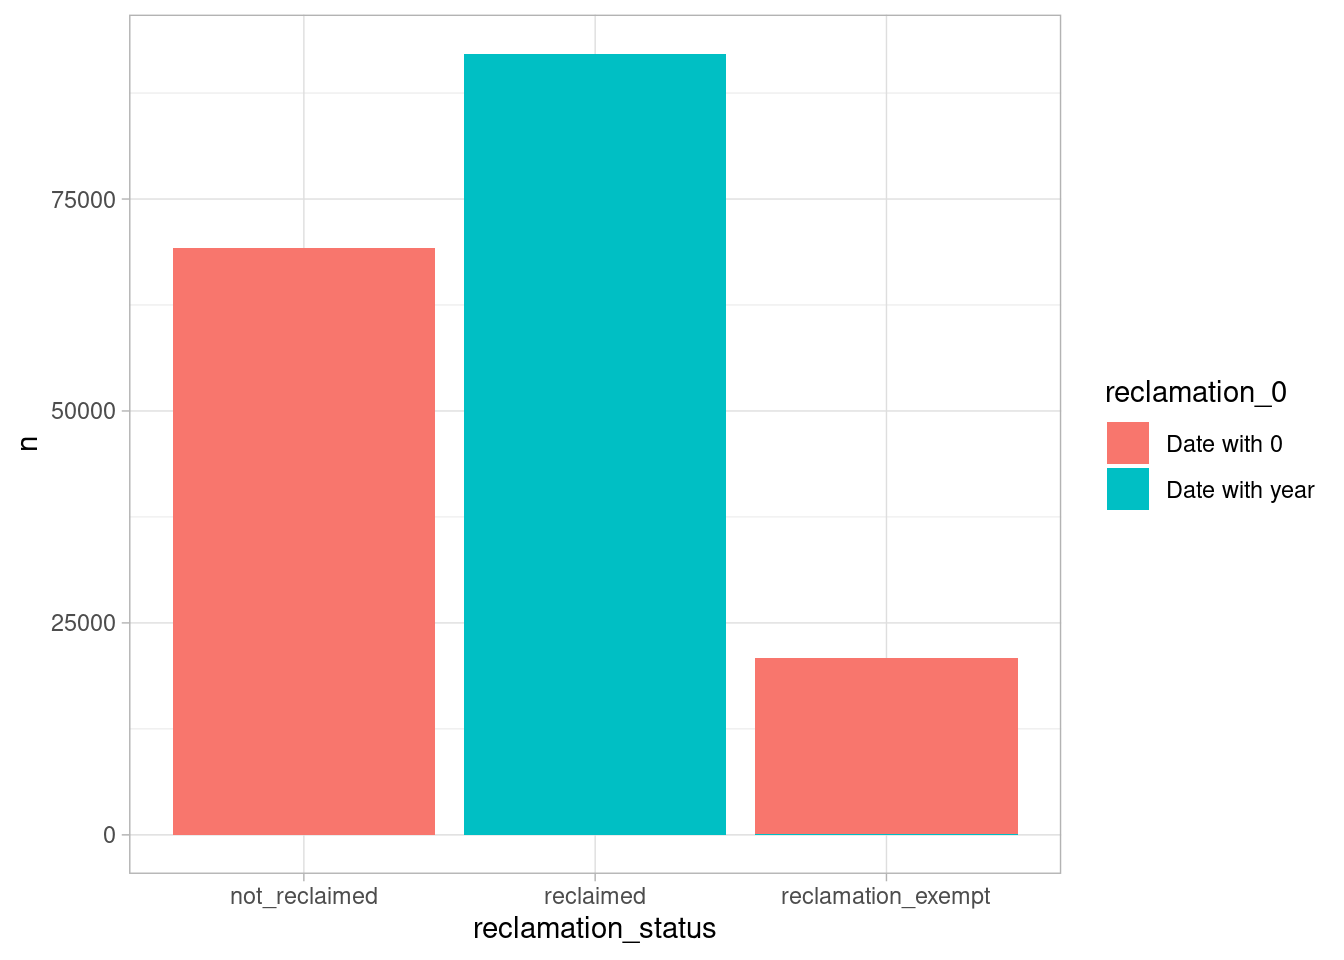 75000
50000
25000
0
n
not_reclaimed
reclaimed
reclamation_exempt
reclamation_status
reclamation_0
Date with 0
Date with year